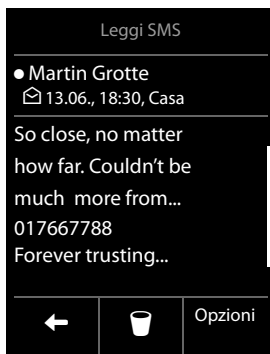 Leggi SMS
Martin Grotte
13.06., 18:30, Casa
So close, no matter
how far. Couldn't be
much more from...
017667788
Forever trusting...
Opzioni